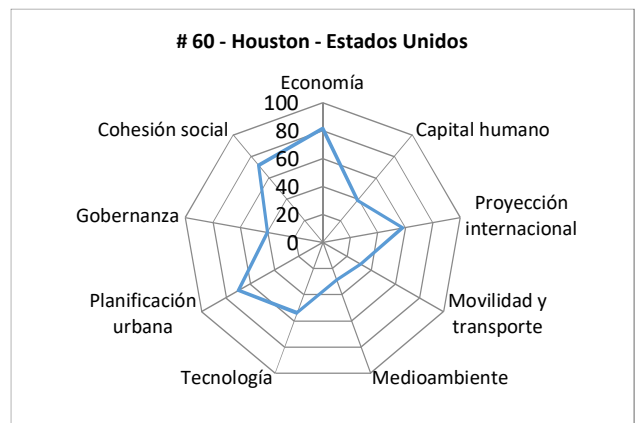 # 60 - Houston - Estados Unidos
Economía
100
80
60
40
20
0
Capital humano
Proyección
internacional
Movilidad y
transporte
Medioambiente
Tecnología
Planificación
urbana
Gobernanza
Cohesión social